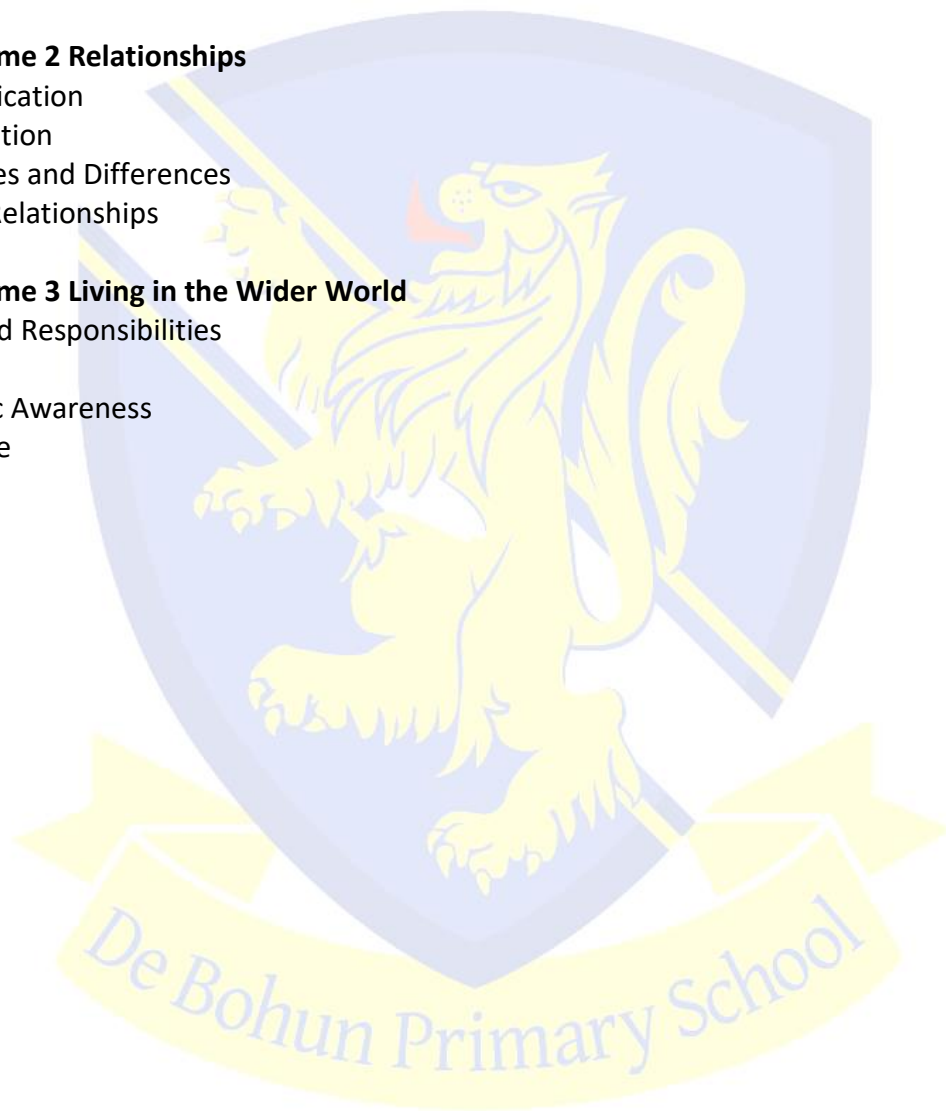 me 2 Relationships
ication
tion
es and Differences
Relationships
me 3 Living in the Wider World
d Responsibilities
c Awareness
e
De Bohun Primary School